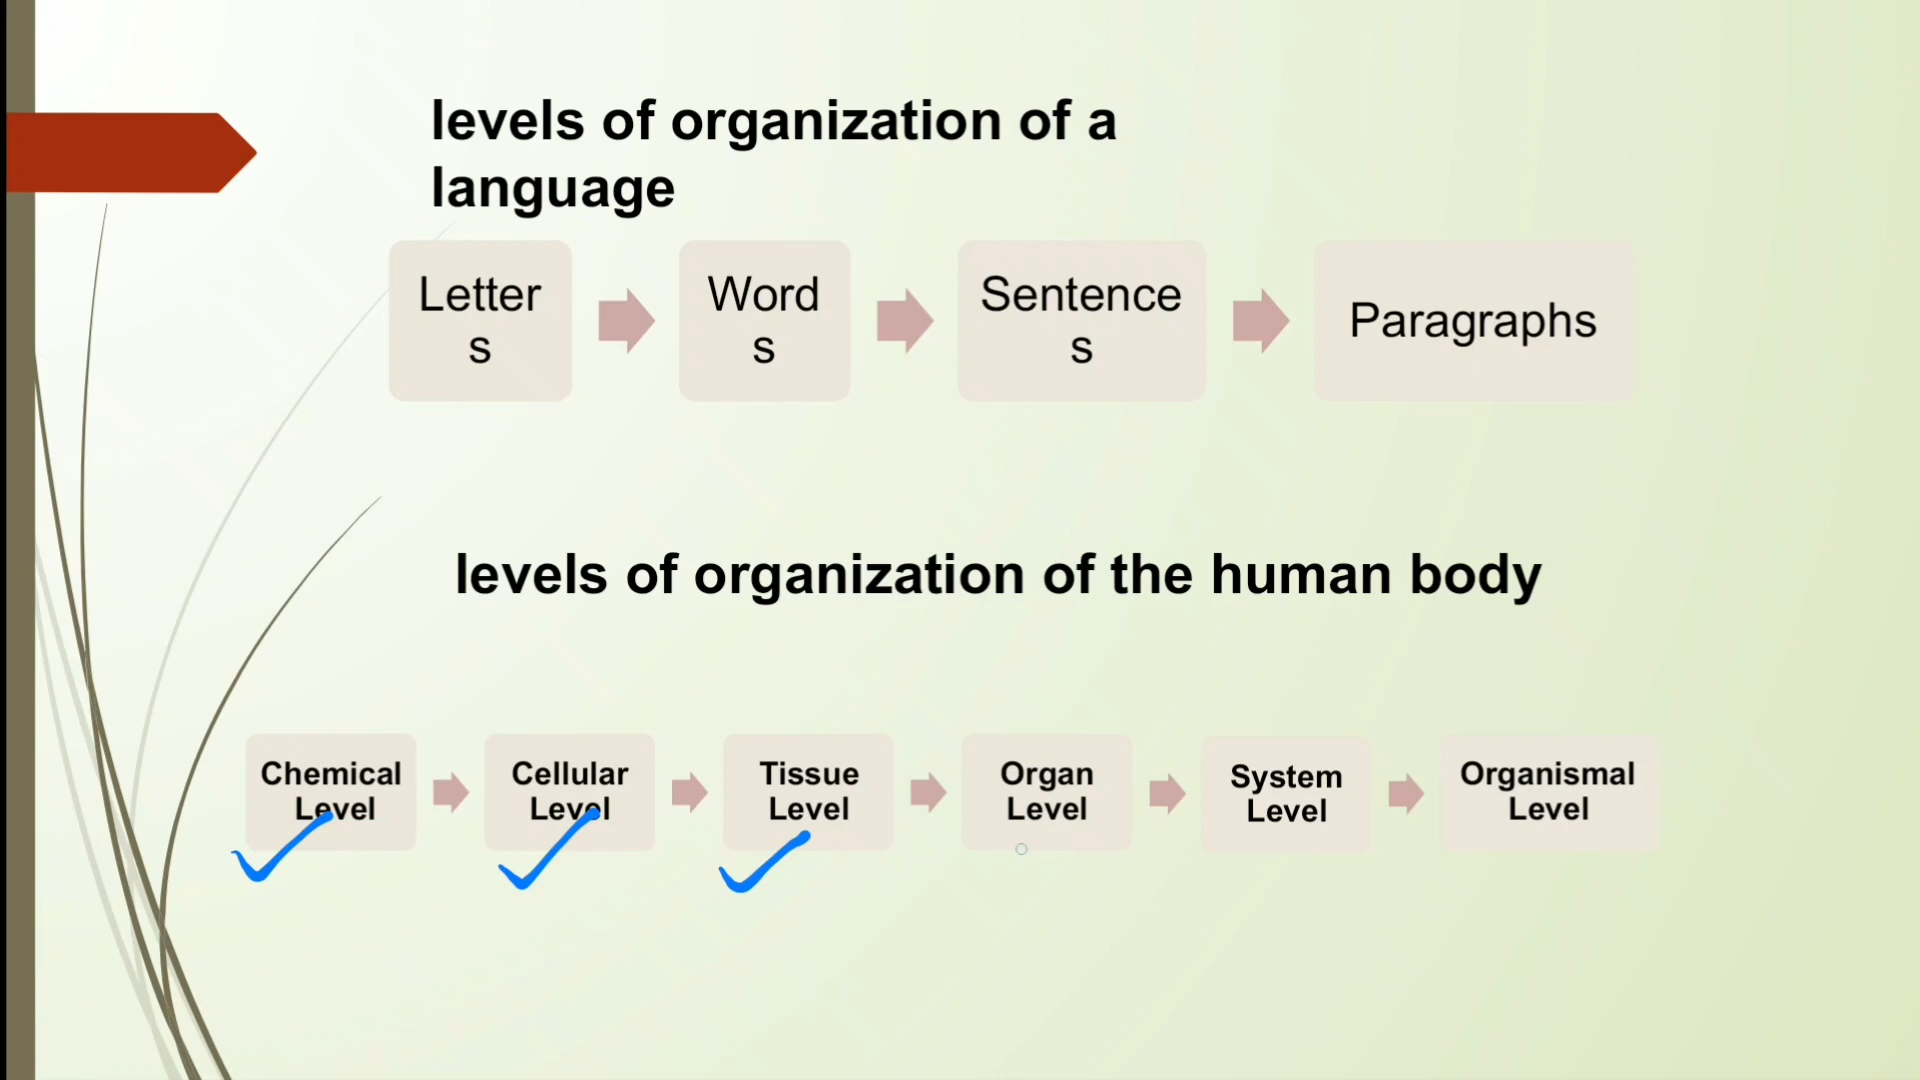 levels of organization of a
language
Letter
s
Word
s
Sentence
s
Paragraphs
levels of organization of the human body
Chemical
Level
Cellular
Level
Tissue
Level
Organ
Level
System
Level
Organismal
Level